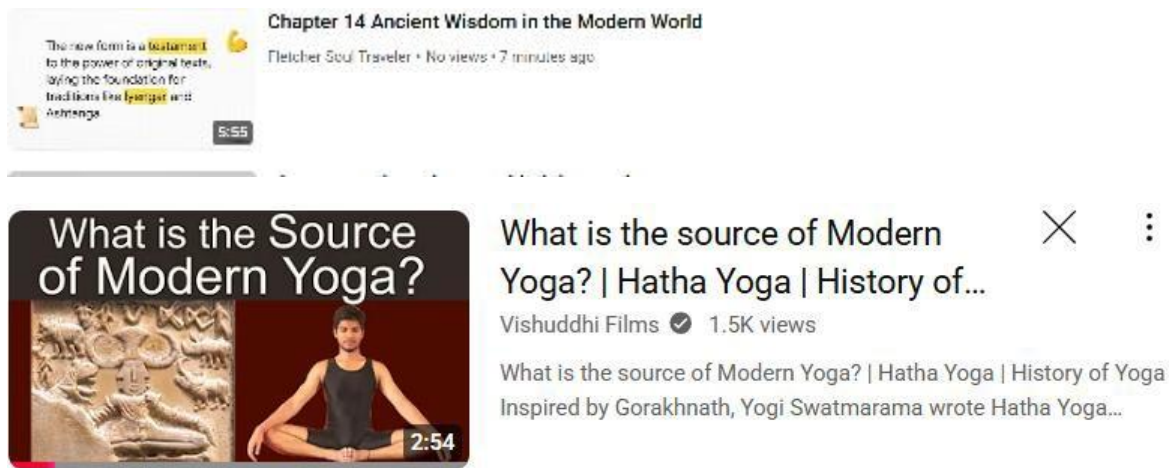 Chapter 14 Ancient Wisdom in the Modern World
Fletcher Soul Traveler • No views • 7 minutes ago
The new form is a testament
to the power of original texts,
laying the foundation for
traditions like Iyengar and
Ashtanga
5:55
What is the Source
of Modern Yoga?
2:54
What is the source of Modern
Yoga? | Hatha Yoga | History of...
Vishuddhi Films 1.5K views
What is the source of Modern Yoga? | Hatha Yoga | History of Yoga
Inspired by Gorakhnath, Yogi Swatmarama wrote Hatha Yoga...